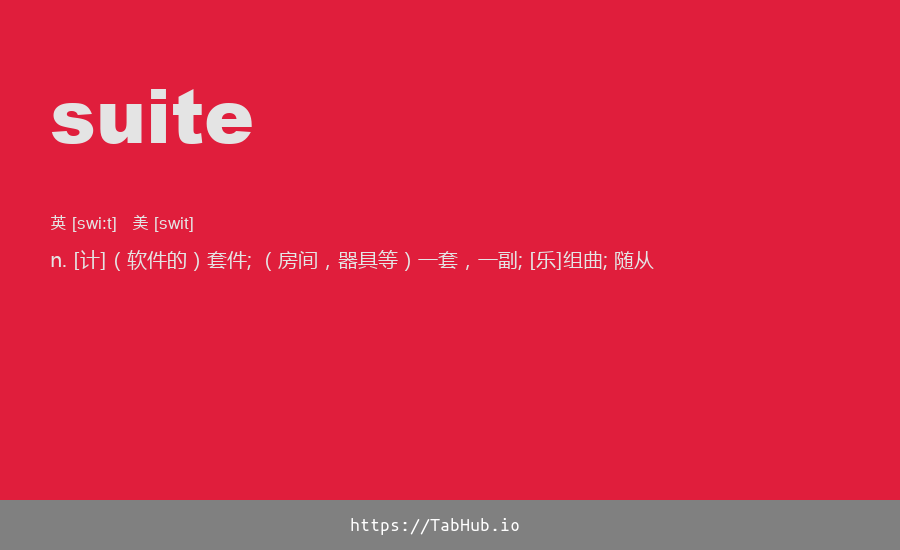 suite
英 [swi:t] 美 [swit]
n. [计]（软件的）套件; （房间，器具等）一套，一副; [乐]组曲; 随从
https://TabHub.io